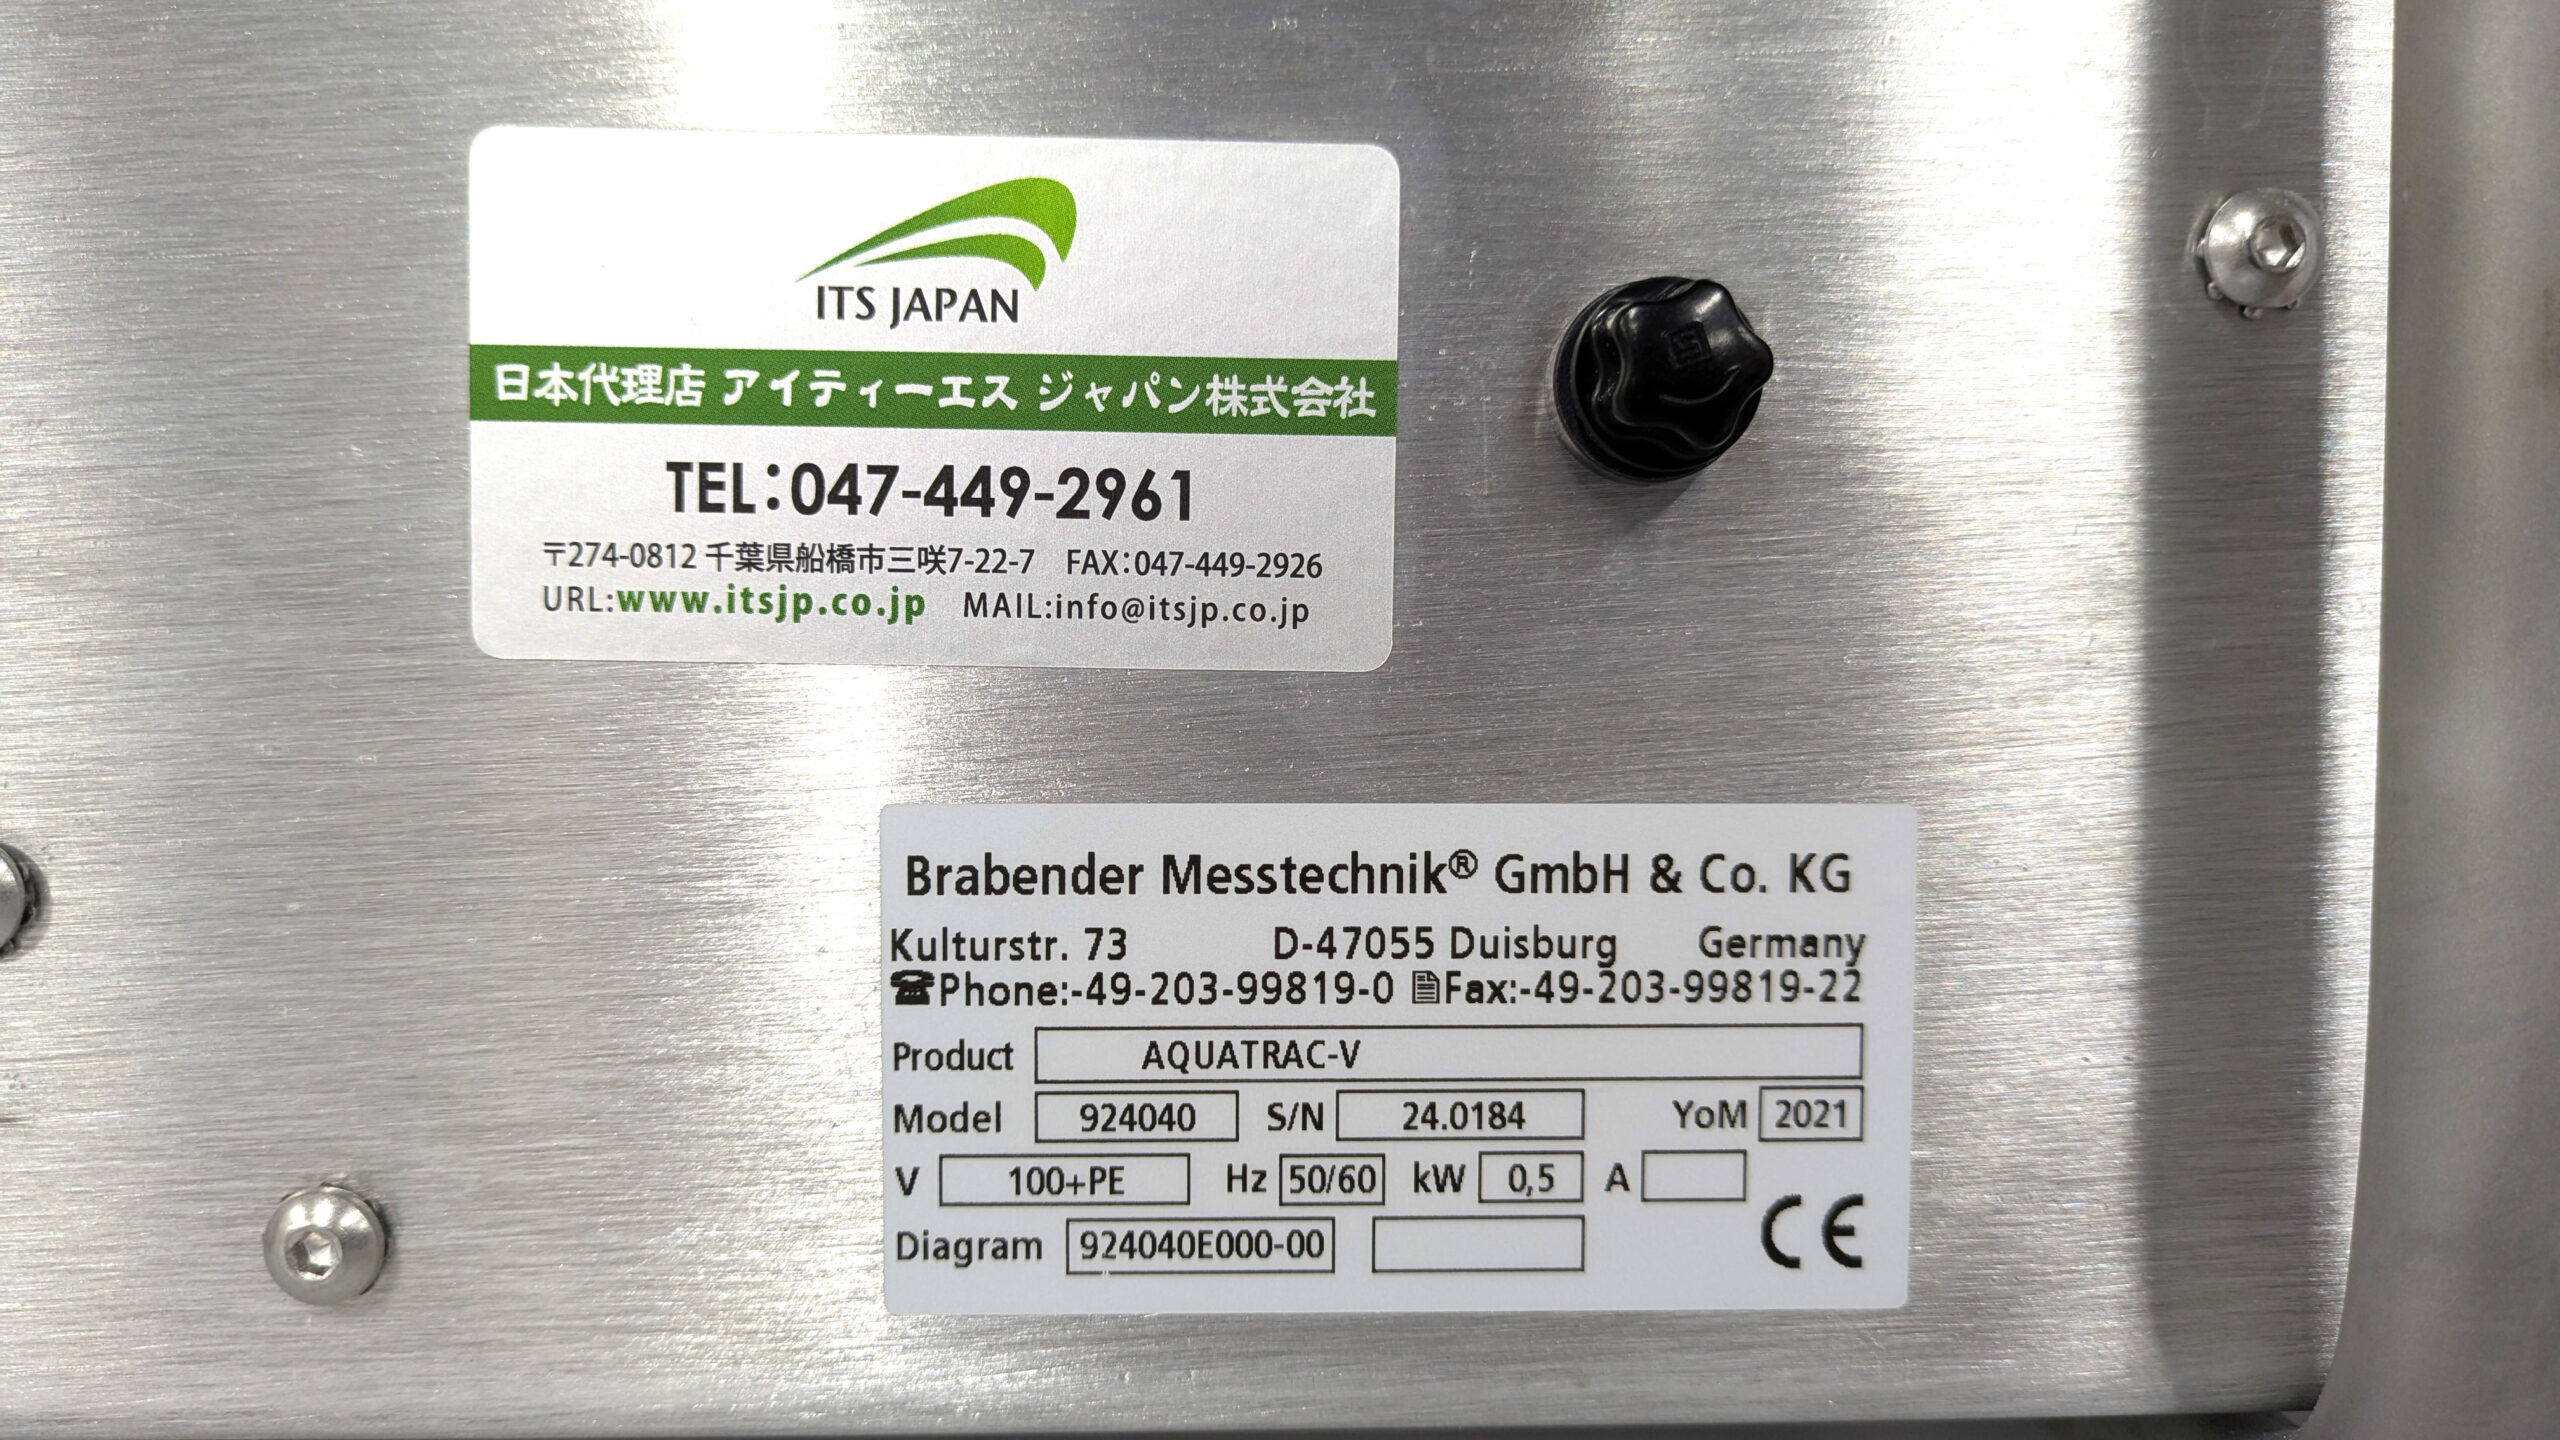 ITS JAPAN
日本代理店 アイティーエス ジャパン株式会社
TEL:047-449-2961
〒274-0812 千葉県船橋市三咲7-22-7 FAX:047-449-2926
URL:www.itsjp.co.jp MAIL:info@itsjp.co.jp
Brabender Messtechnik® GmbH & Co. KG
Kulturstr. 73 D-47055 Duisburg Germany
☎Phone:-49-203-99819-0 Fax:-49-203-99819-22
Product AQUATRAC-V
Model 924040 S/N 24.0184 YoM 2021
V 100+PE Hz 50/60 kW 0,5 A
Diagram 924040E000-00 CE